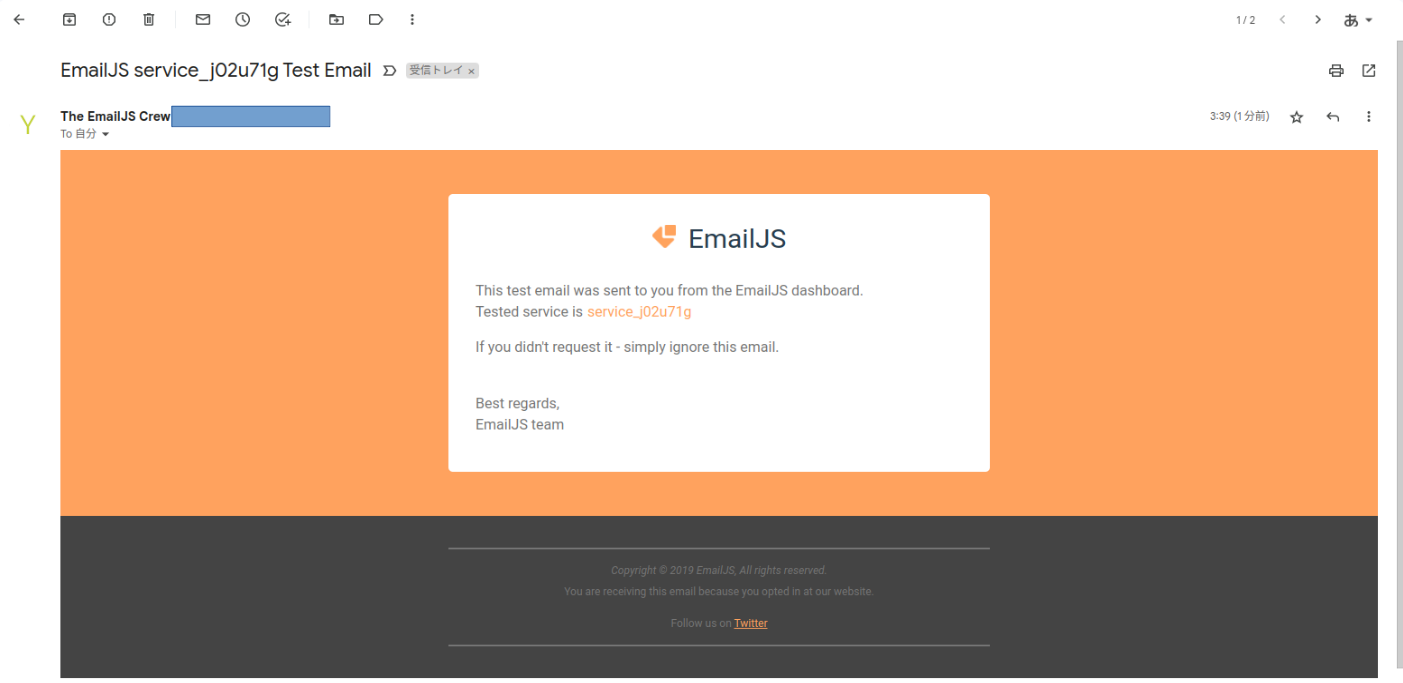 1/2
あ
EmailJS service_j02u71g Test Email
受信トレイ ×
The EmailJS Crew
3:39 (1分前)
To 自分
Y
EmailJS
This test email was sent to you from the EmailJS dashboard.
Tested service is service_j02u71g
If you didn't request it - simply ignore this email.
Best regards,
EmailJS team
Copyright © 2019 EmailJS, All rights reserved.
You are receiving this email because you opted in at our website.
Follow us on Twitter